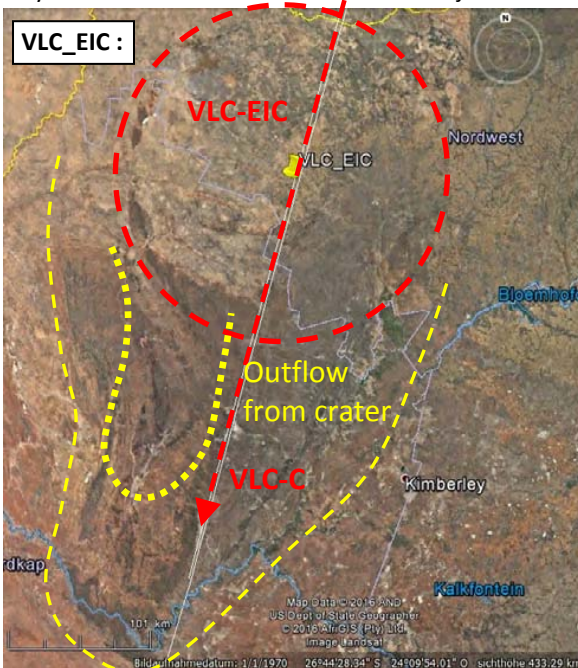 VLC_EIC :
N
VLC-EIC
Nordwest
VLC_EIC
Bloemhof
Outflow
from crater
VLC-C
Kimberley
rdkap
Kalkfontein
101 km
Map Data © 2016 AND
US Dept of State Geographer
© 2016 AfriGIS (Pty) Ltd.
Image Landsat
Bildaufnahmedatum: 1/1/1970 26°44'28.34" S 24°09'54.01" O sichthöhe 433.29 k